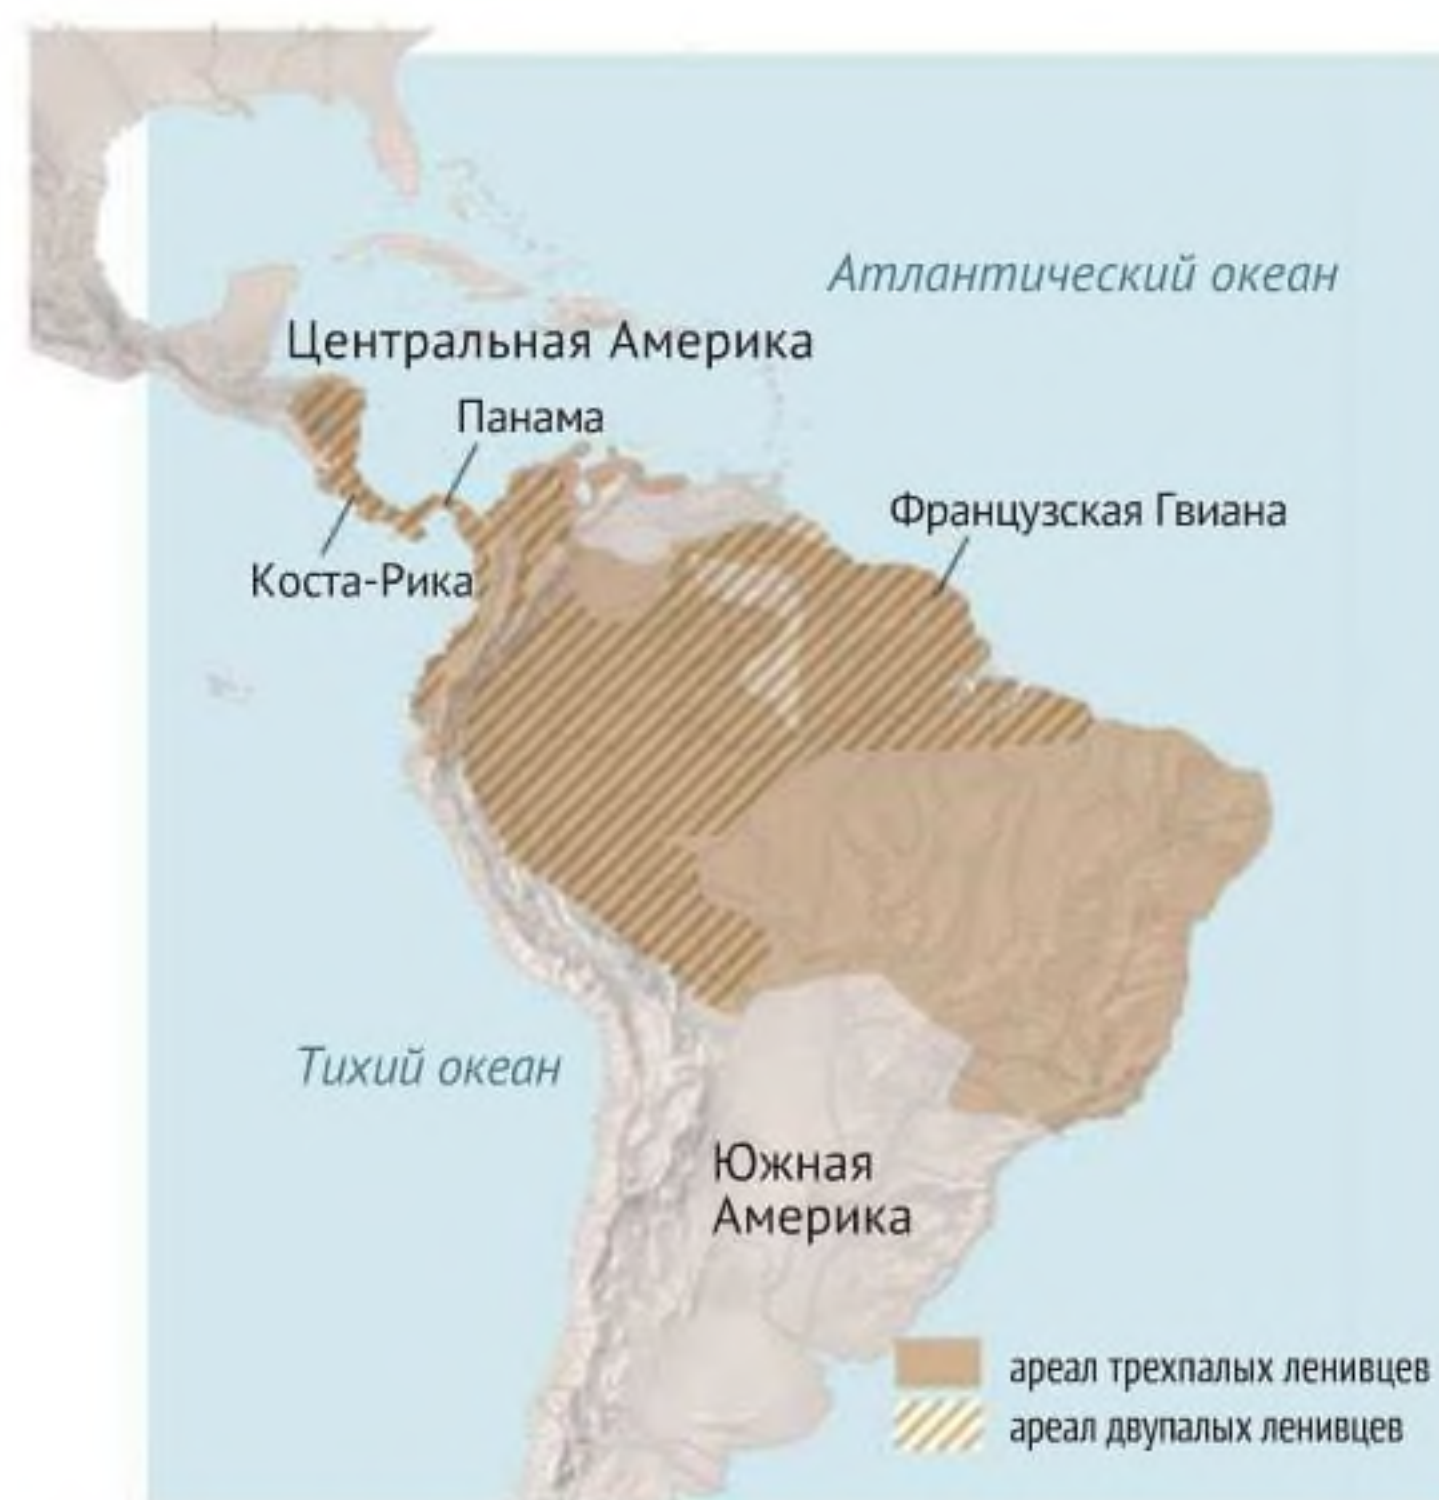 Атлантический океан
Центральная Америка
Панама
Французская Гвиана
Коста-Рика
Тихий океан
Южная
Америка
ареал трехпалых ленивцев
ареал двупалых ленивцев